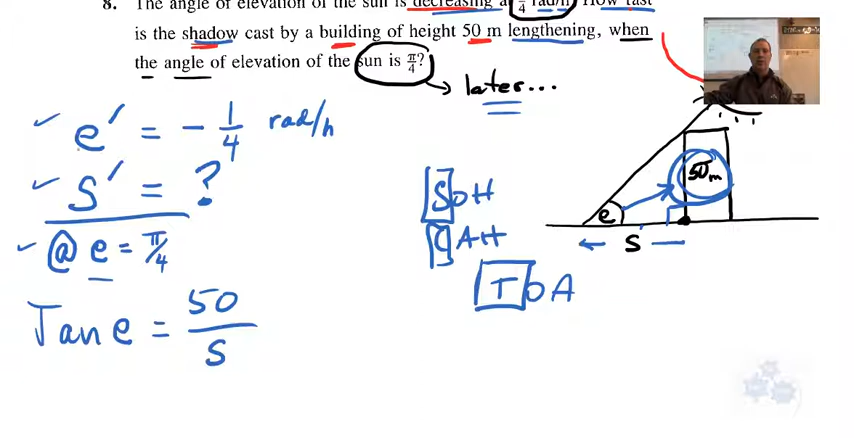 8. The angle of elevation of the sun is decreasing a 1/4 rad/h How fast
is the shadow cast by a building of height 50 m lengthening, when
the angle of elevation of the sun is π/4?
later...
e' = - 1/4 rad/h
s' = ?
@ e = π/4
Tan e = 50/s
SOH
CAH
TOA
50m
e
s